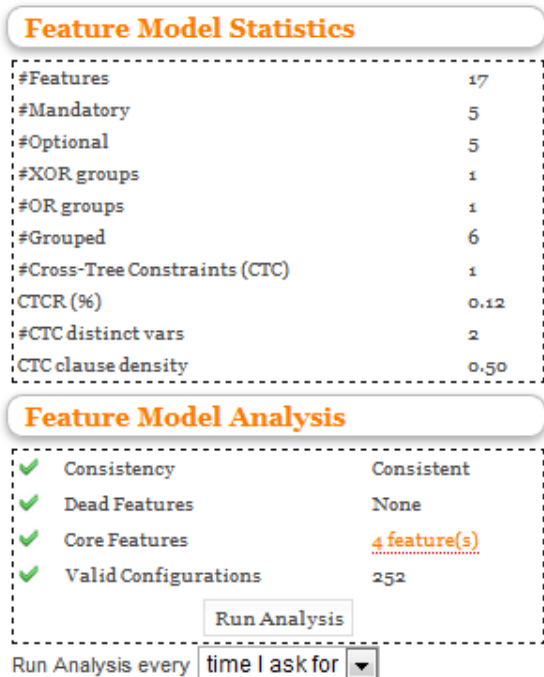 Feature Model Statistics
#Features 17
#Mandatory 5
#Optional 5
#XOR groups 1
#OR groups 1
#Grouped 6
#Cross-Tree Constraints (CTC) 1
CTCR (%) 0.12
#CTC distinct vars 2
CTC clause density 0.50
Feature Model Analysis
Consistency Consistent
Dead Features None
Core Features 4 feature(s)
Valid Configurations 252
Run Analysis
Run Analysis every time I ask for